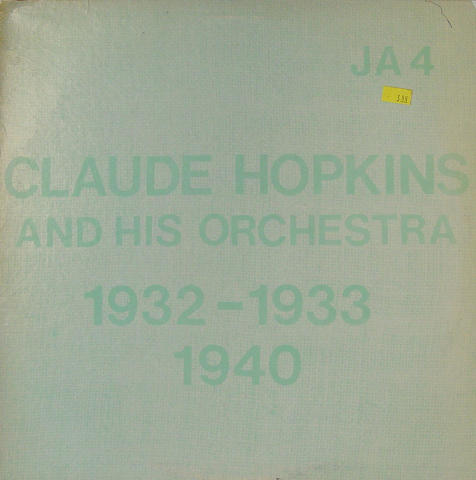 JA 4
CLAUDE HOPKINS
AND HIS ORCHESTRA
1932-1933
1940